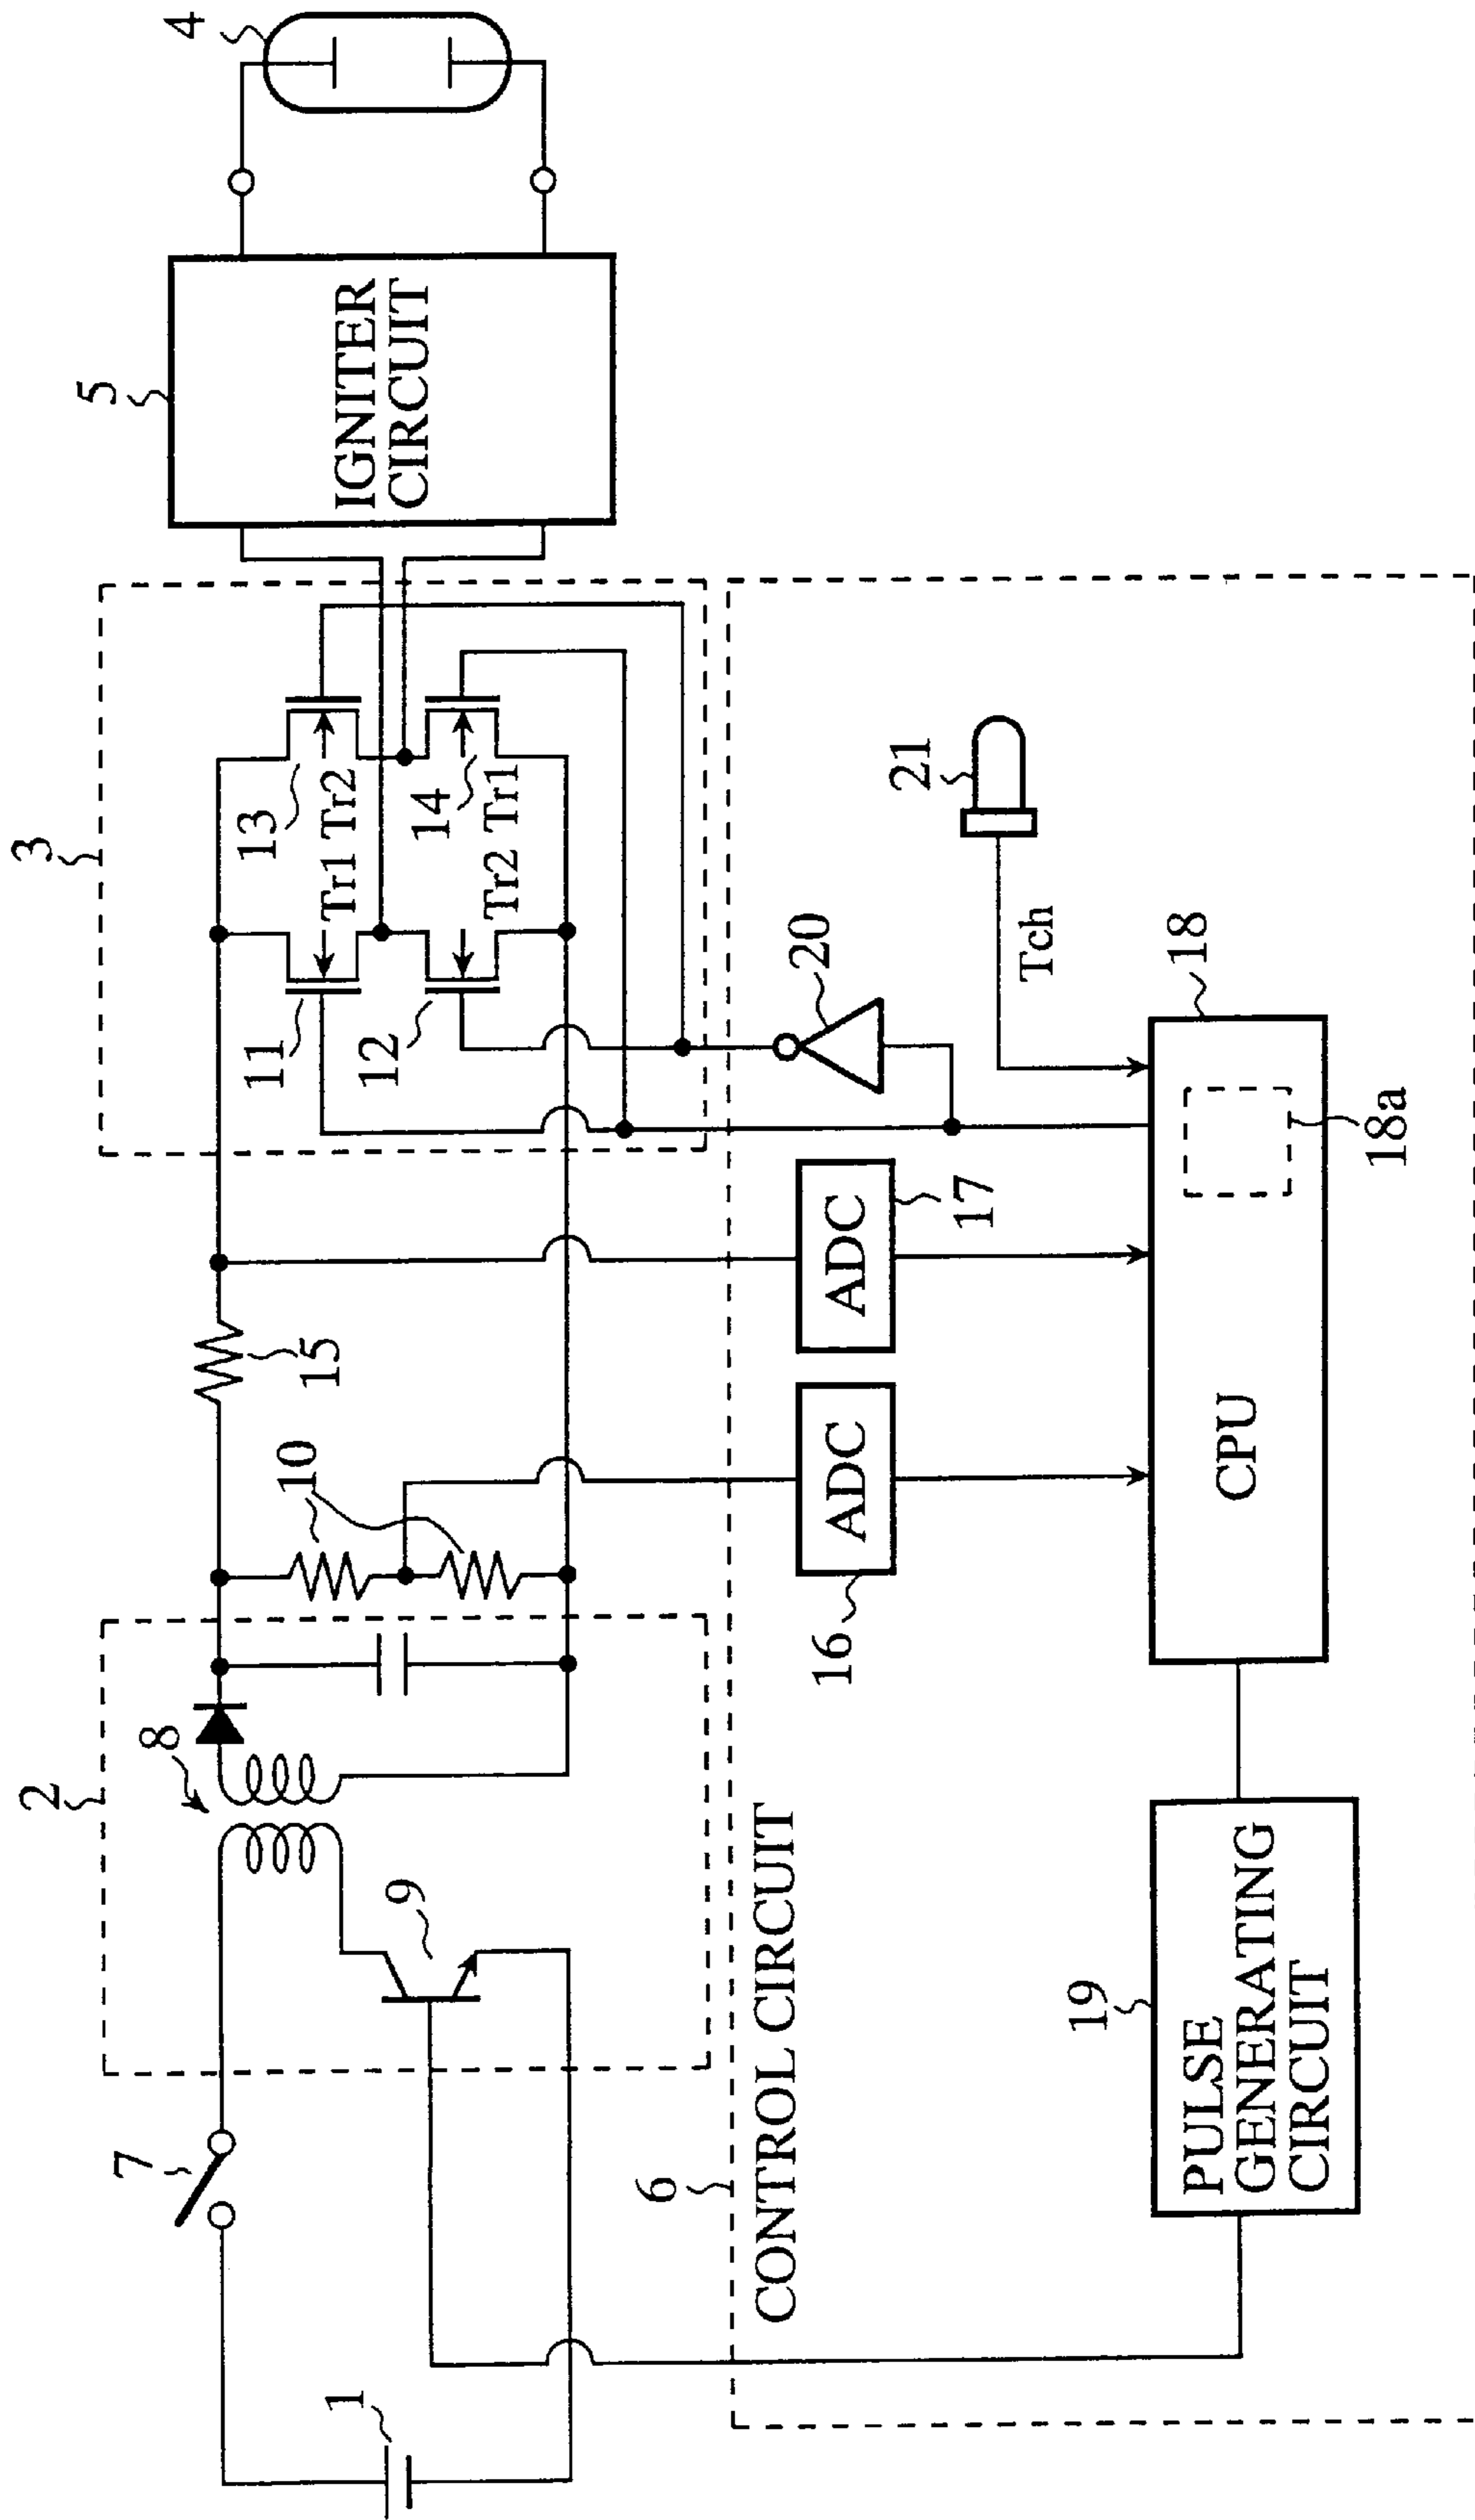 1
7
2
8
9
10
15
3
11
12
13
14
Tr1 Tr2
Tr2 Tr1
5
IGNITER
CIRCUIT
4
6
CONTROL CIRCUIT
16
ADC
ADC
17
20
21
Tch
18
CPU
18a
19
PULSE
GENERATING
CIRCUIT